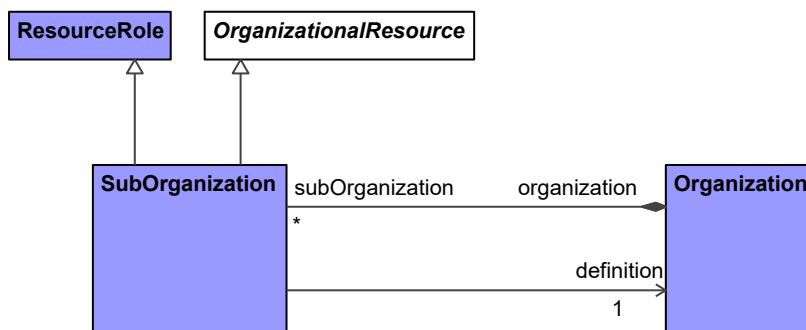 ResourceRole
OrganizationalResource
SubOrganization
subOrganization
organization
Organization
*
definition
1